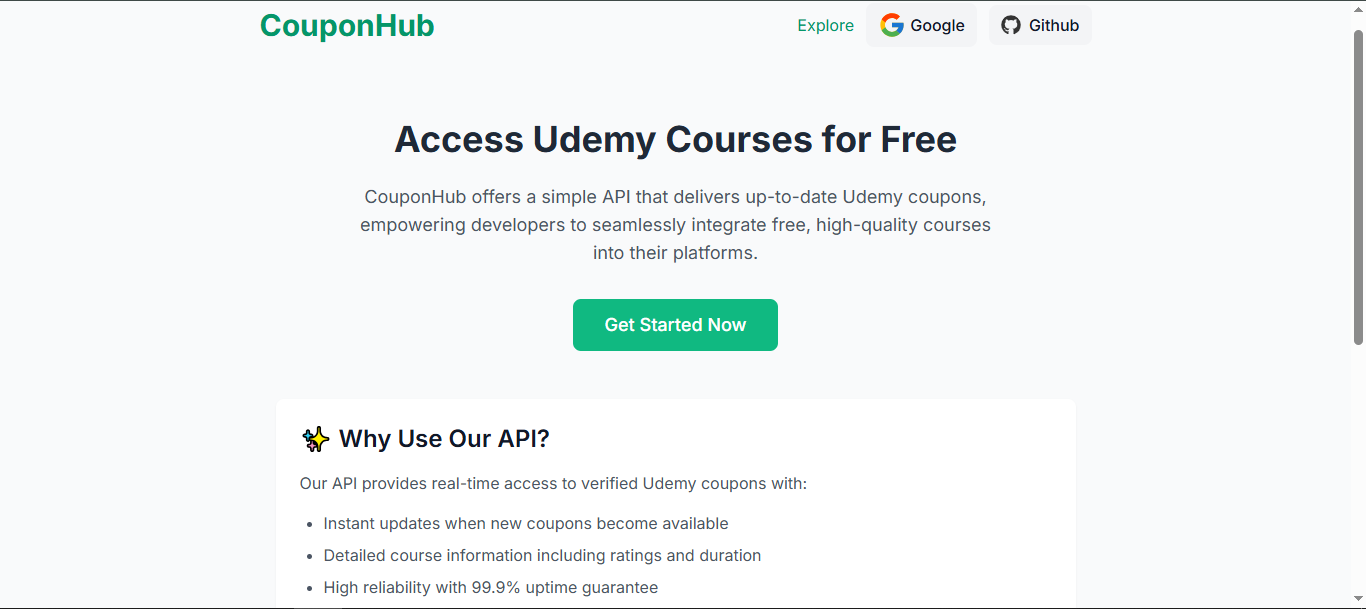 CouponHub
Explore
Google
Github
Access Udemy Courses for Free
CouponHub offers a simple API that delivers up-to-date Udemy coupons,
empowering developers to seamlessly integrate free, high-quality courses
into their platforms.
Get Started Now
Why Use Our API?
Our API provides real-time access to verified Udemy coupons with:
• Instant updates when new coupons become available
• Detailed course information including ratings and duration
• High reliability with 99.9% uptime guarantee